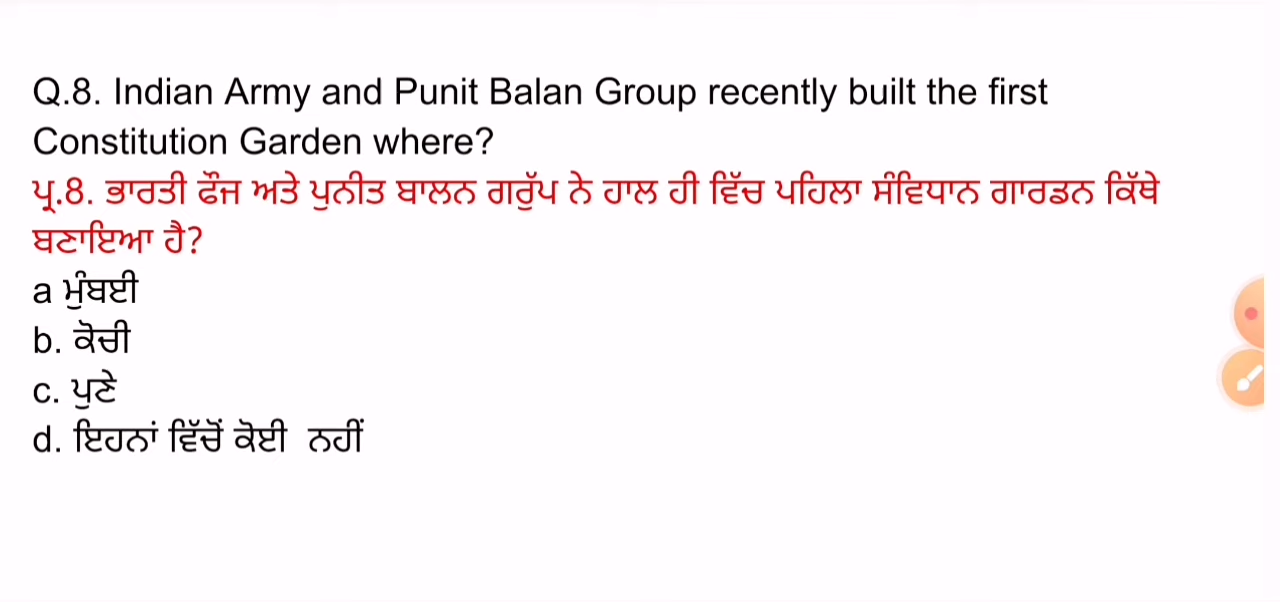 Q.8. Indian Army and Punit Balan Group recently built the first
Constitution Garden where?
ਪ੍ਰ.8. ਭਾਰਤੀ ਫੌਜ ਅਤੇ ਪੁਨੀਤ ਬਾਲਨ ਗਰੁੱਪ ਨੇ ਹਾਲ ਹੀ ਵਿੱਚ ਪਹਿਲਾ ਸੰਵਿਧਾਨ ਗਾਰਡਨ ਕਿੱਥੇ
ਬਣਾਇਆ ਹੈ?
a ਮੁੰਬਈ
b. ਕੋਚੀ
c. ਪੁਣੇ
d. ਇਹਨਾਂ ਵਿੱਚੋਂ ਕੋਈ  ਨਹੀਂ